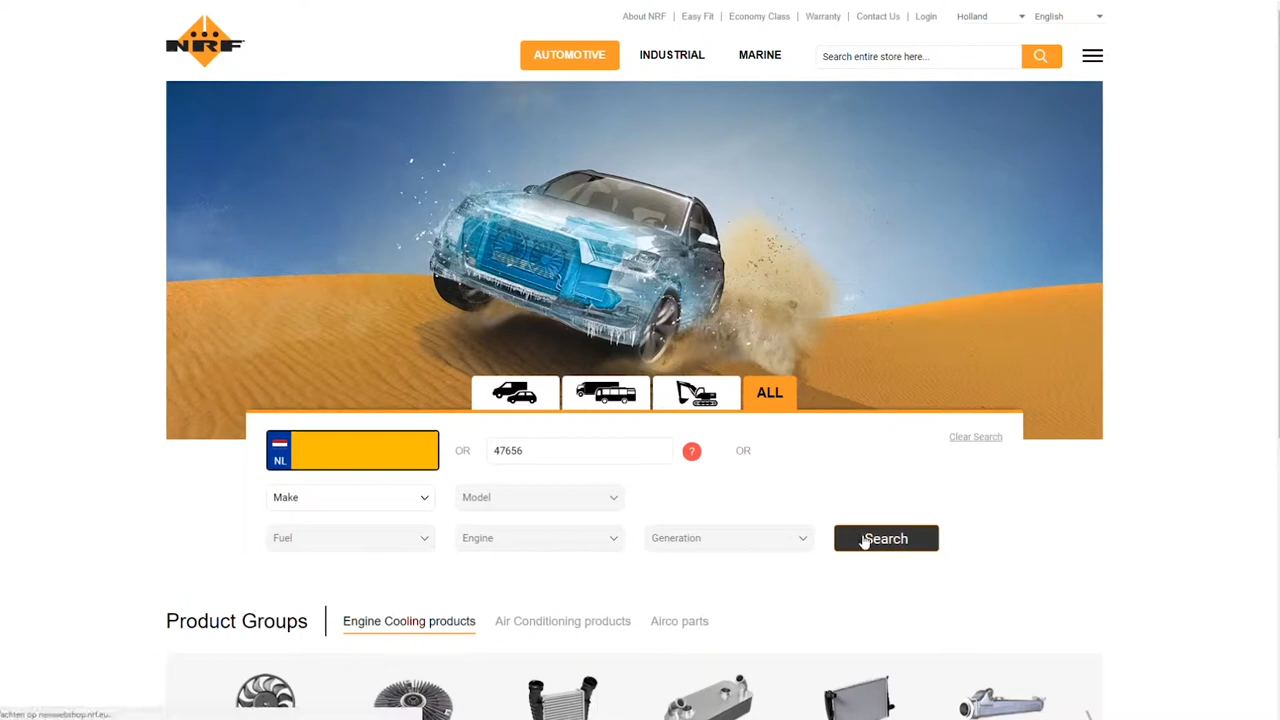 About NRF Easy Fit Economy Class Warranty Contact Us Login Holland English
NRF
AUTOMOTIVE INDUSTRIAL MARINE Search entire store here...
ALL
Clear Search
NL OR 47656 ? OR
Make Model
Fuel Engine Generation Search
Product Groups Engine Cooling products Air Conditioning products Airco parts